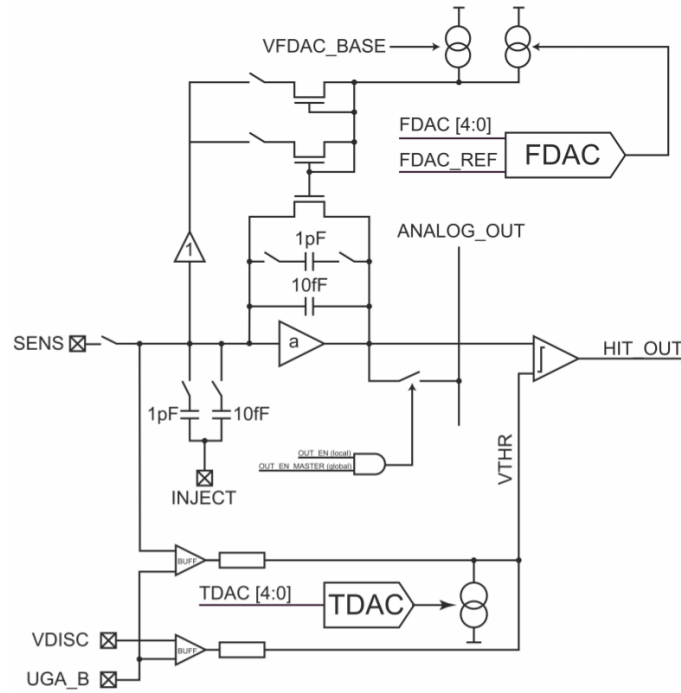 VFDAC_BASE
FDAC [4:0]
FDAC_REF
FDAC
1pF
10fF
ANALOG_OUT
1
SENS
a
HIT_OUT
1pF
10fF
INJECT
OUT_EN (local)
OUT_EN_MASTER (global)
VTHR
BUFF
TDAC [4:0]
TDAC
VDISC
BUFF
UGA_B